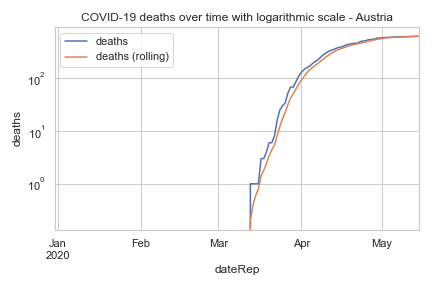 COVID-19 deaths over time with logarithmic scale - Austria
deaths
deaths (rolling)
10²
10¹
10⁰
deaths
Jan
2020
Feb
Mar
Apr
May
dateRep